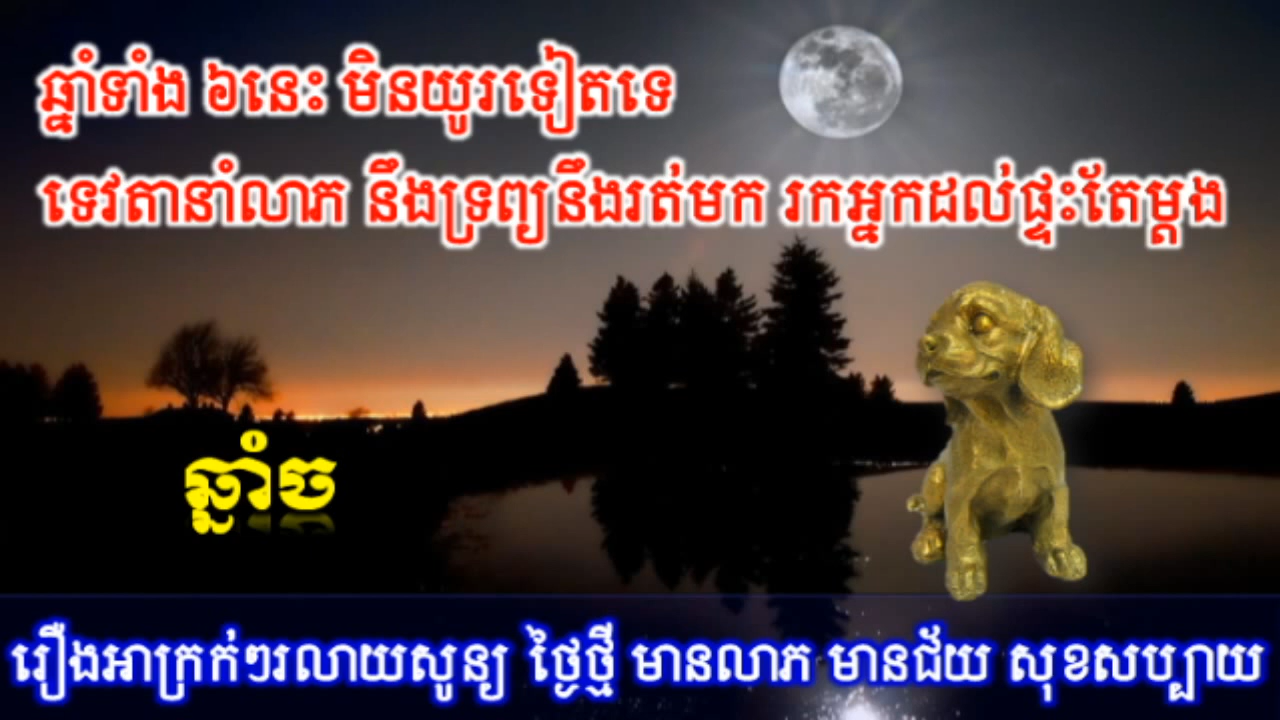 ឆ្នាំទាំង ៦នេះ មិនយូរទៀតទេ
ទេវតានាំលាភ នឹងទ្រព្យនឹងរត់មក រកអ្នកដល់ផ្ទះតែម្ដង
ឆ្នាំច
រឿងអាក្រក់ៗរលាយសូន្យ ថ្ងៃថ្មី មានលាភ មានជ័យ សុខសប្បាយ